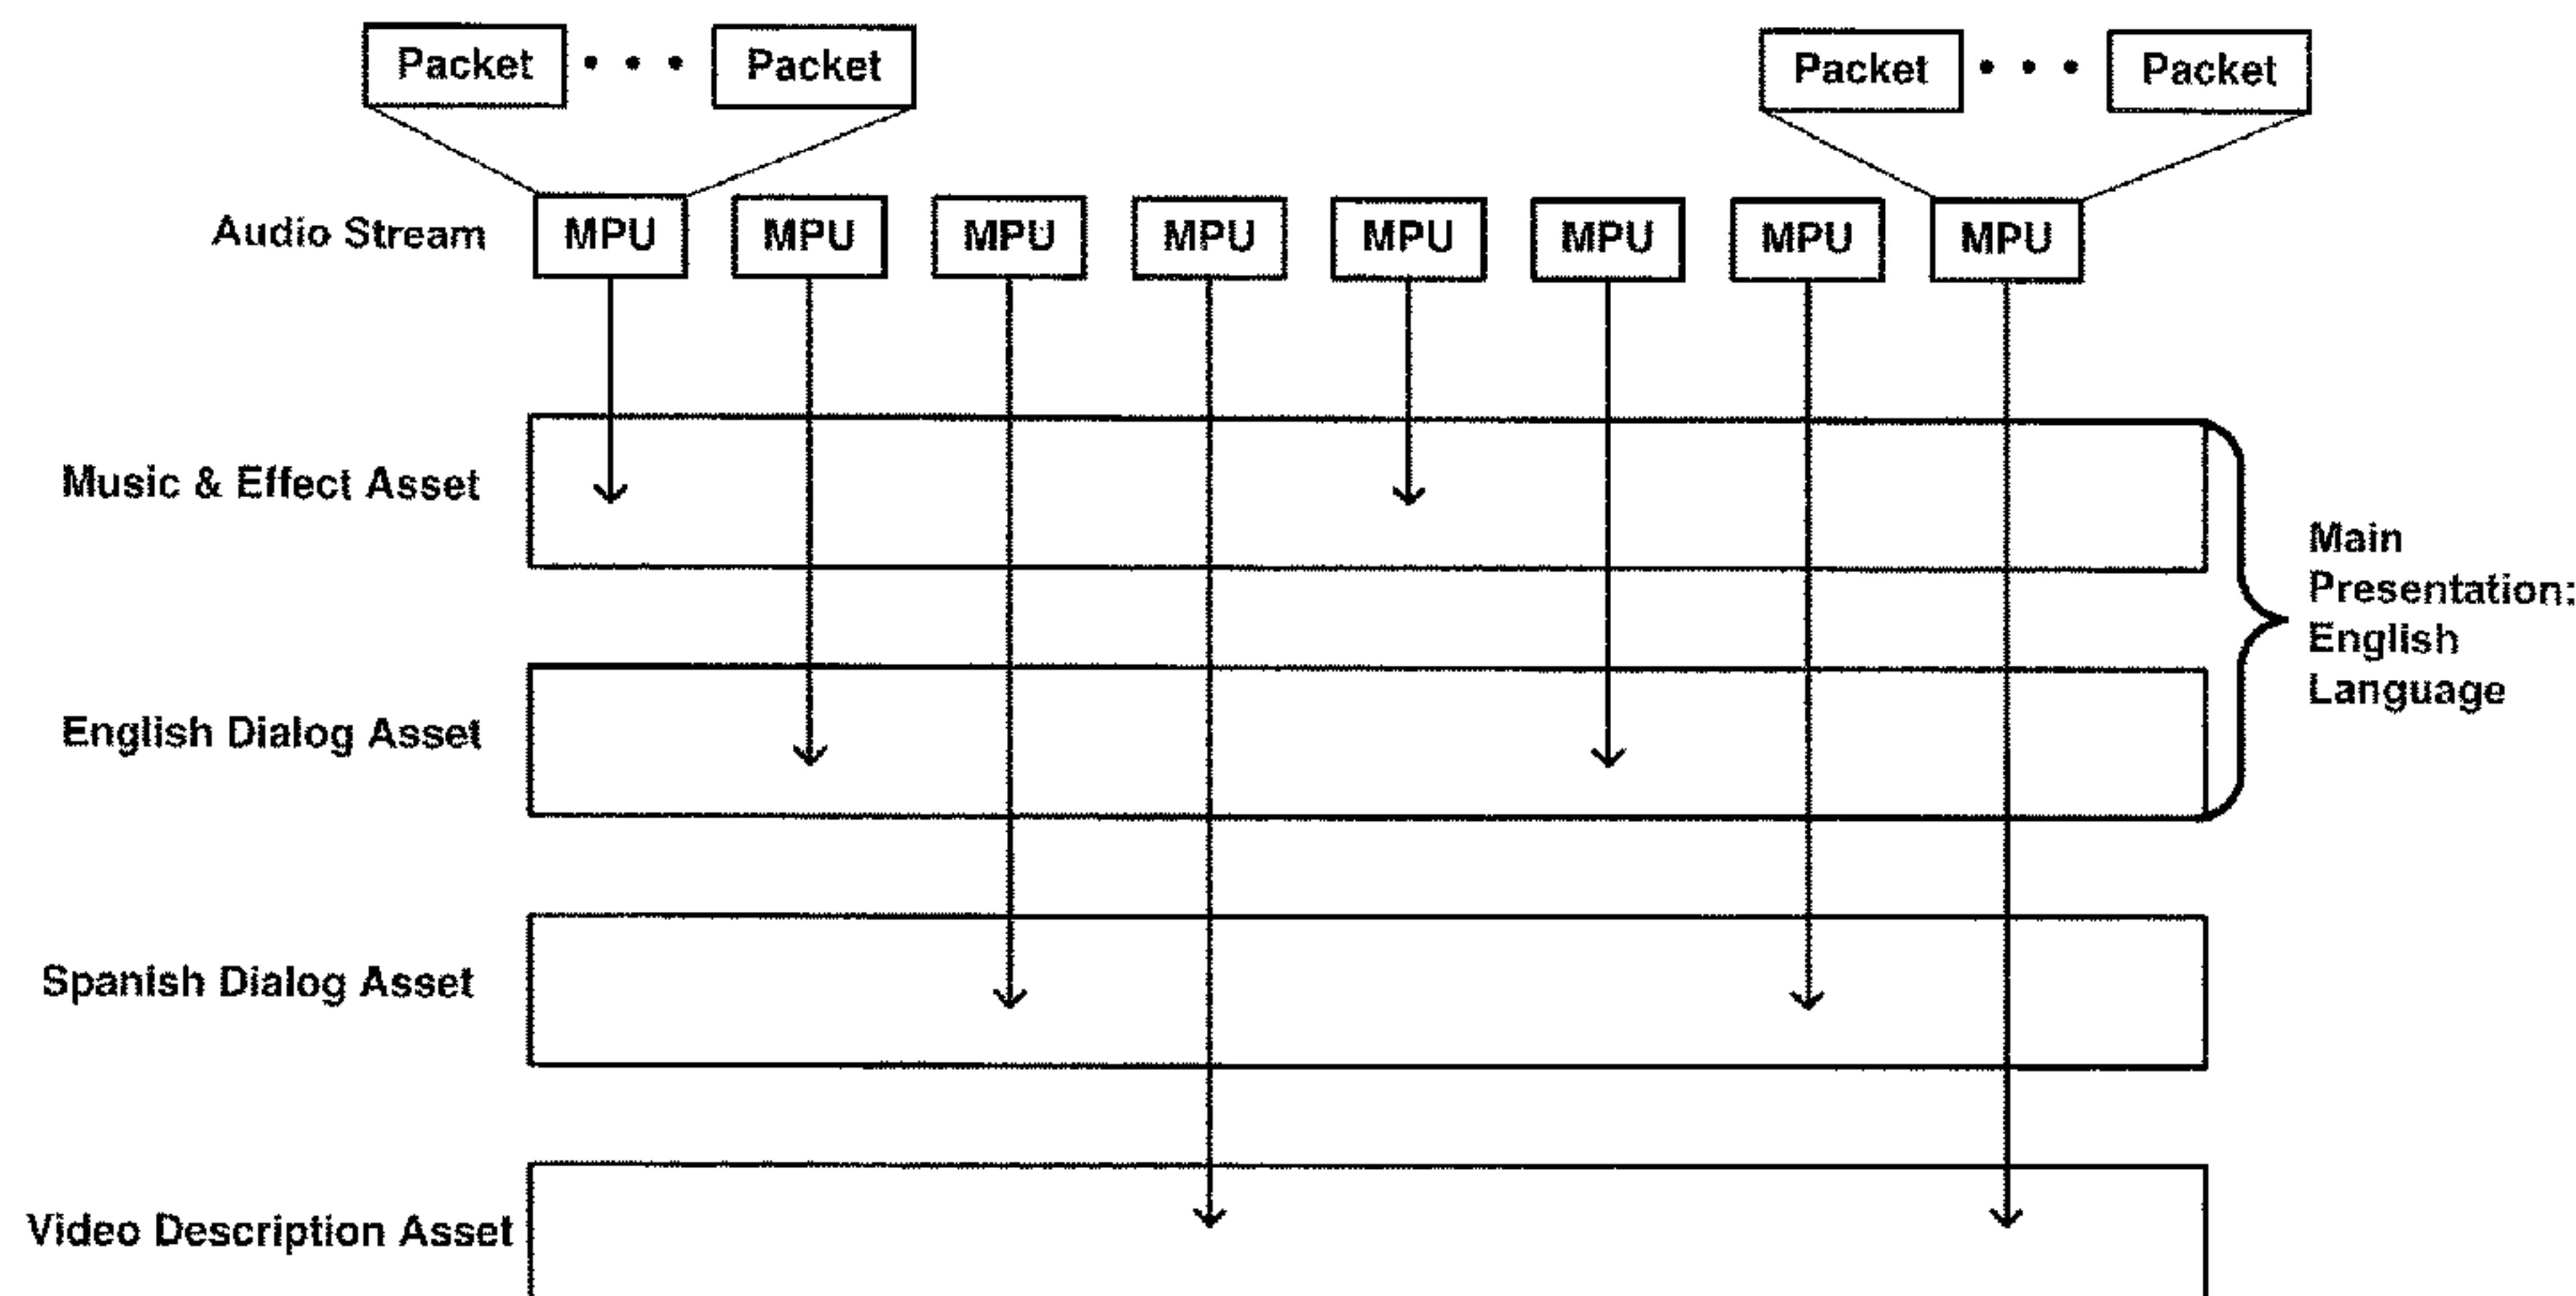 Packet • • • Packet Packet • • • Packet
Audio Stream MPU MPU MPU MPU MPU MPU MPU MPU
Music & Effect Asset
Main
Presentation:
English
Language
English Dialog Asset
Spanish Dialog Asset
Video Description Asset